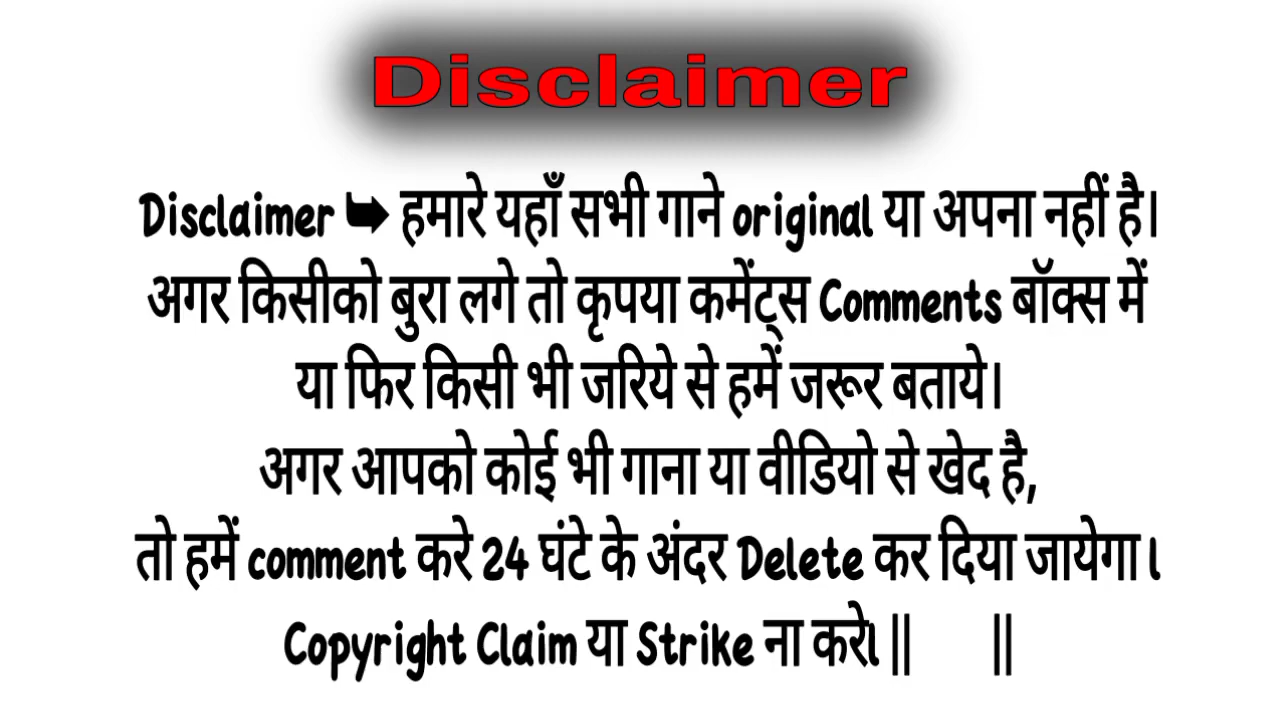 Disclaimer
Disclaimer ➥ हमारे यहाँ सभी गाने original या अपना नहीं है।
अगर किसीको बुरा लगे तो कृपया कमेंट्स Comments बॉक्स में
या फिर किसी भी जरिये से हमें जरूर बताये।
अगर आपको कोई भी गाना या वीडियो से खेद है,
तो हमें comment करे 24 घंटे के अंदर Delete कर दिया जायेगा l
Copyright Claim या Strike ना करेl || ||